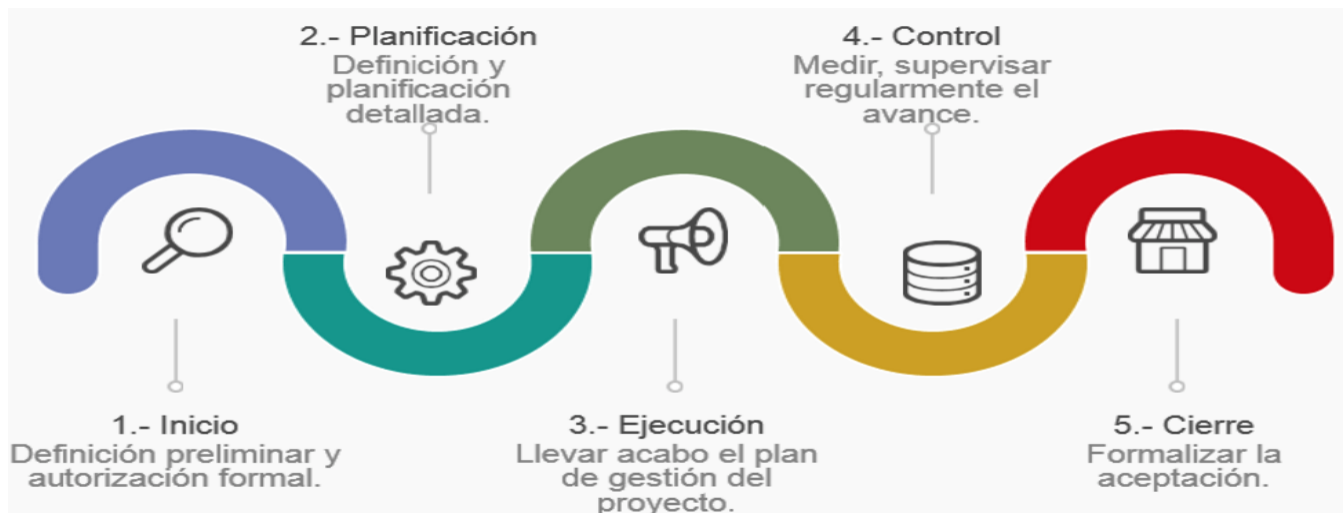 1.- Inicio
Definición preliminar y
autorización formal.
2.- Planificación
Definición y
planificación
detallada.
3.- Ejecución
Llevar acabo el plan
de gestión del
proyecto.
4.- Control
Medir, supervisar
regularmente el
avance.
5.- Cierre
Formalizar la
aceptación.